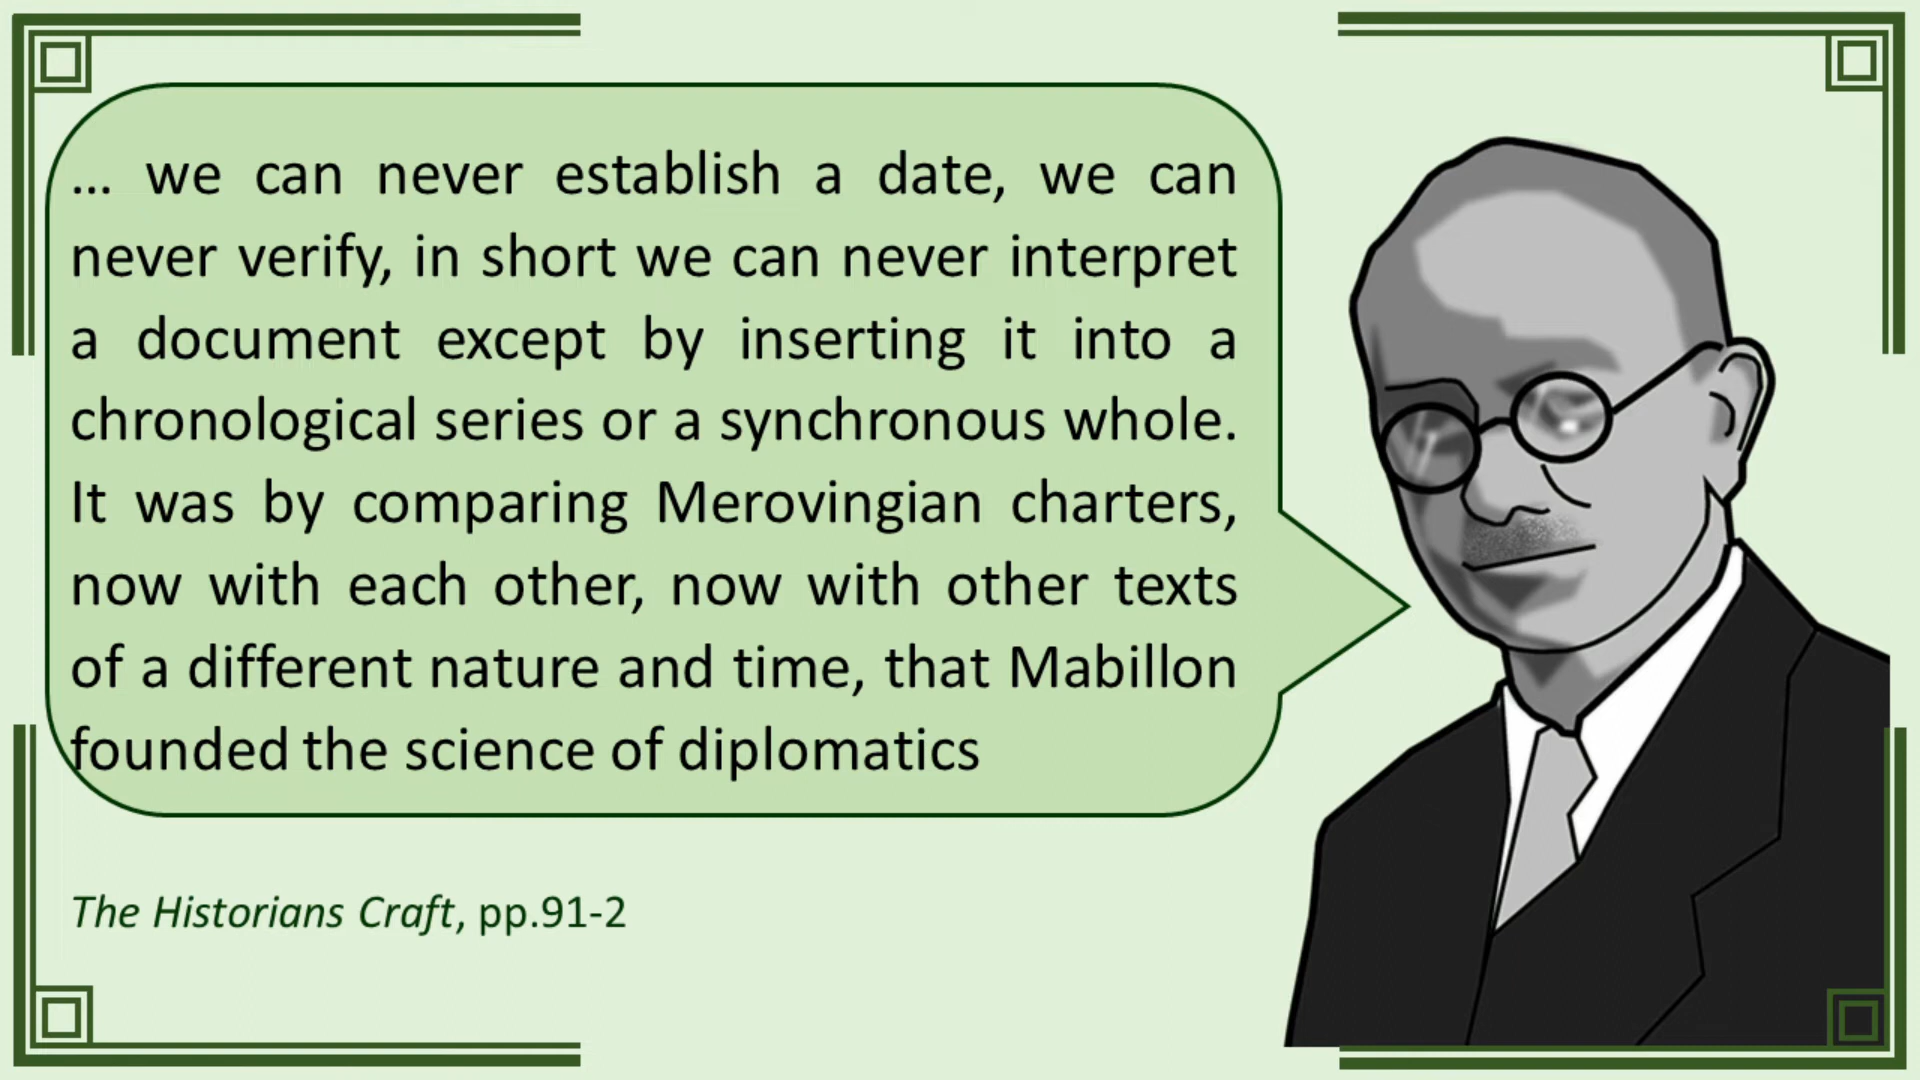 ... we can never establish a date, we can
never verify, in short we can never interpret
a document except by inserting it into a
chronological series or a synchronous whole.
It was by comparing Merovingian charters,
now with each other, now with other texts
of a different nature and time, that Mabillon
founded the science of diplomatics
The Historians Craft, pp.91-2